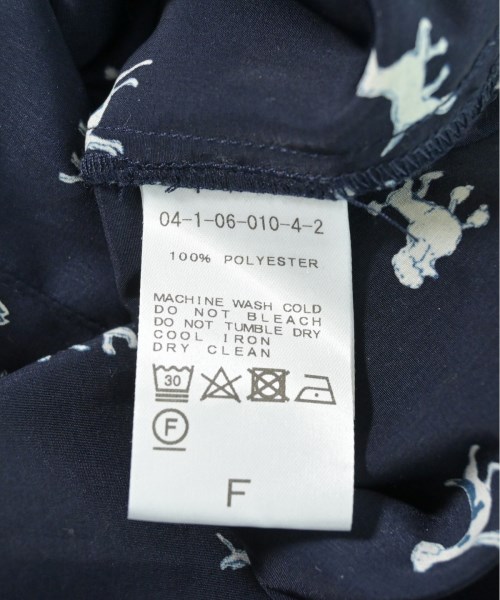 04-1-06-010-4-2
100% POLYESTER
MACHINE WASH COLD
DO NOT BLEACH
DO NOT TUMBLE DRY
COOL IRON
DRY CLEAN
30
F
F